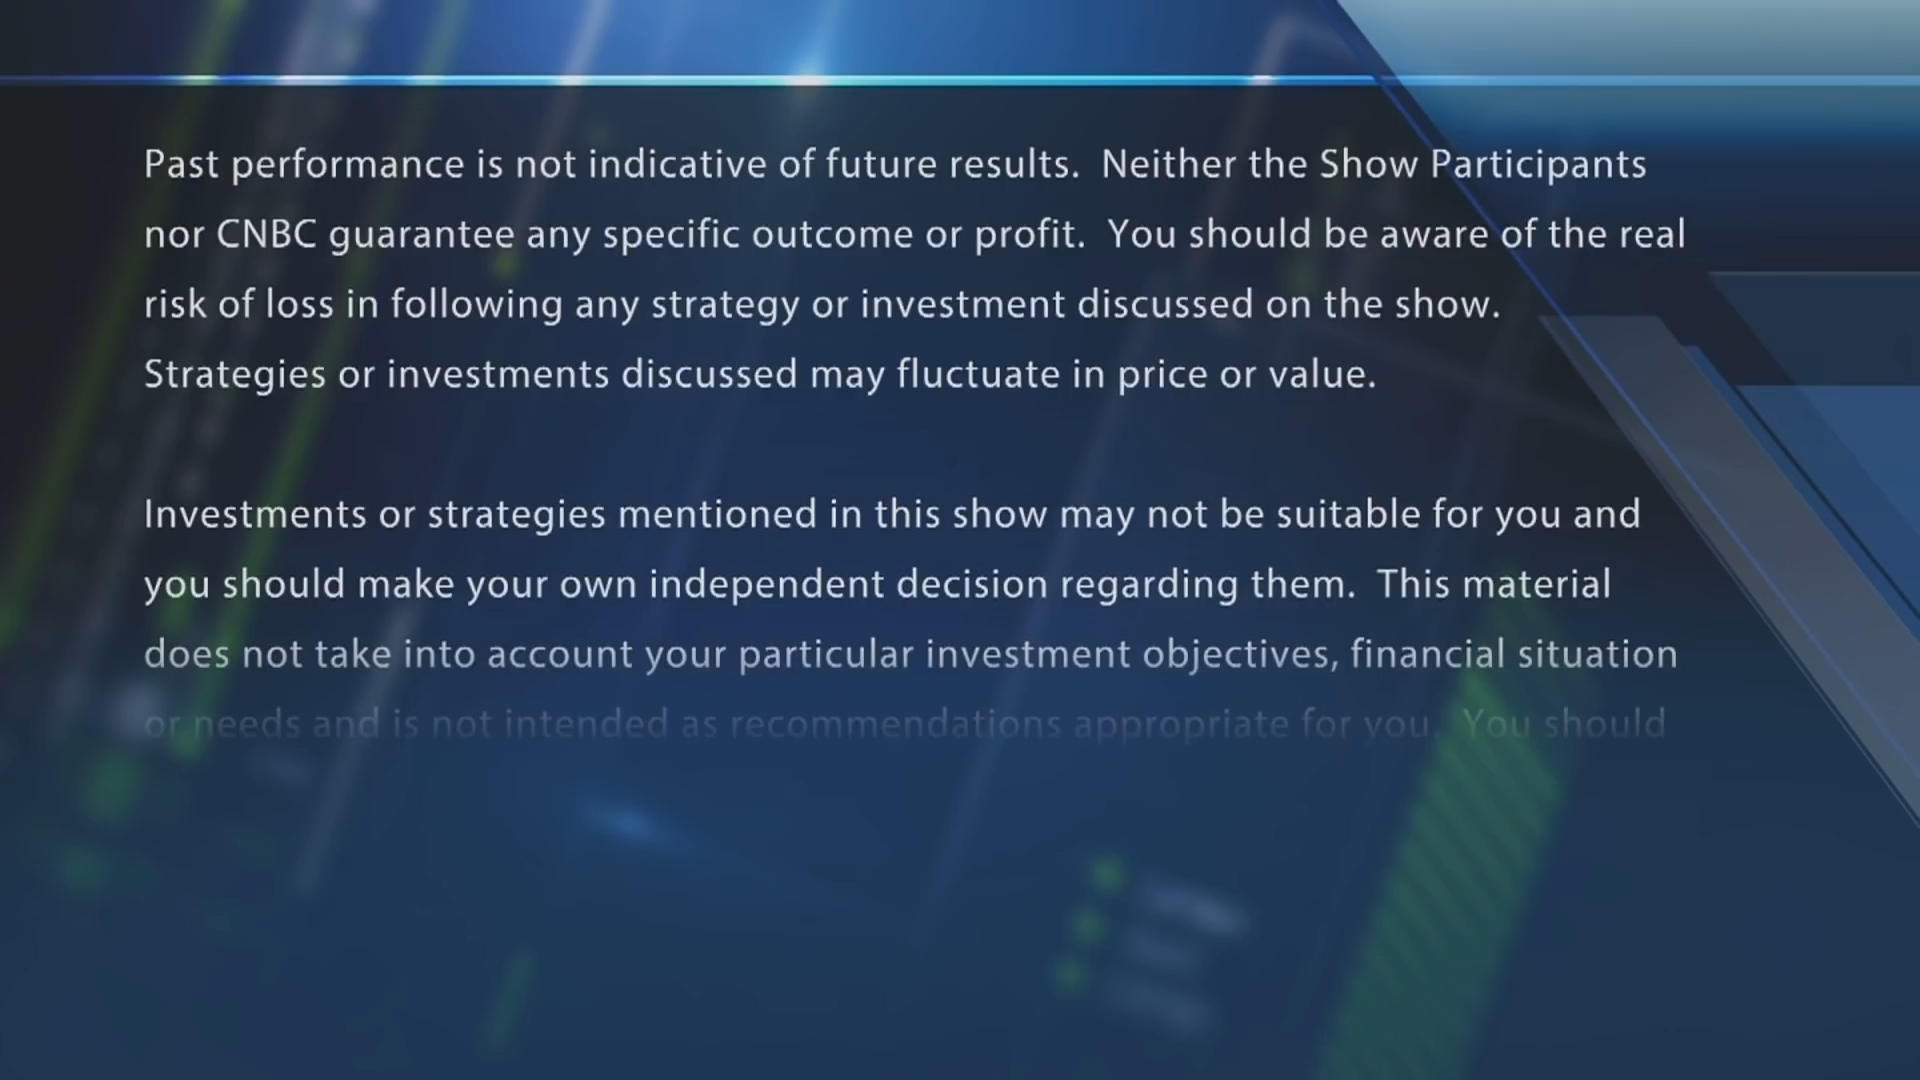 Past performance is not indicative of future results.  Neither the Show Participants
nor CNBC guarantee any specific outcome or profit.  You should be aware of the real
risk of loss in following any strategy or investment discussed on the show.
Strategies or investments discussed may fluctuate in price or value.
Investments or strategies mentioned in this show may not be suitable for you and
you should make your own independent decision regarding them.  This material
does not take into account your particular investment objectives, financial situation
or needs and is not intended as recommendations appropriate for you.  You should